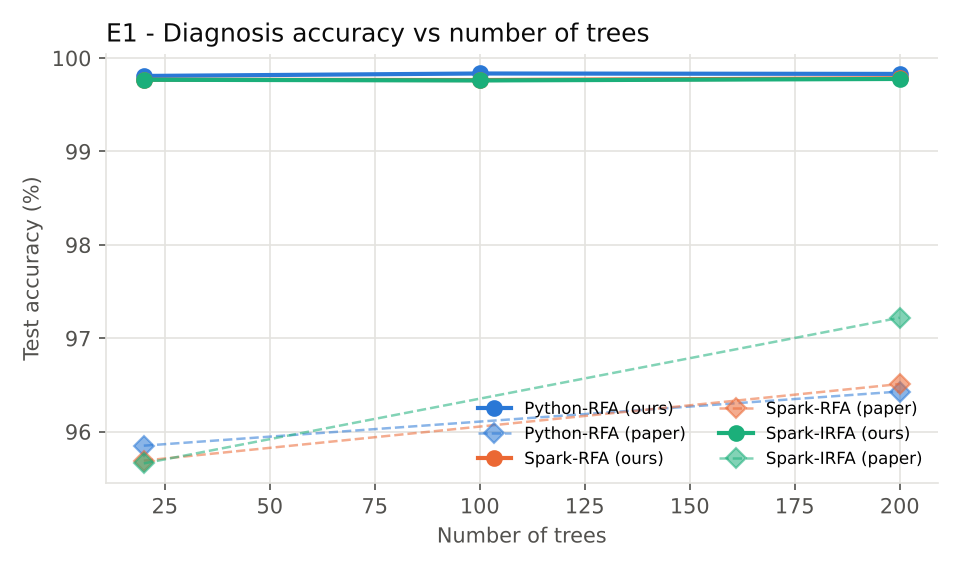 E1 - Diagnosis accuracy vs number of trees
100
99
98
97
96
Test accuracy (%)
25
50
75
100
125
150
175
200
Number of trees
Python-RFA (ours)
Python-RFA (paper)
Spark-RFA (ours)
Spark-RFA (paper)
Spark-IRFA (ours)
Spark-IRFA (paper)